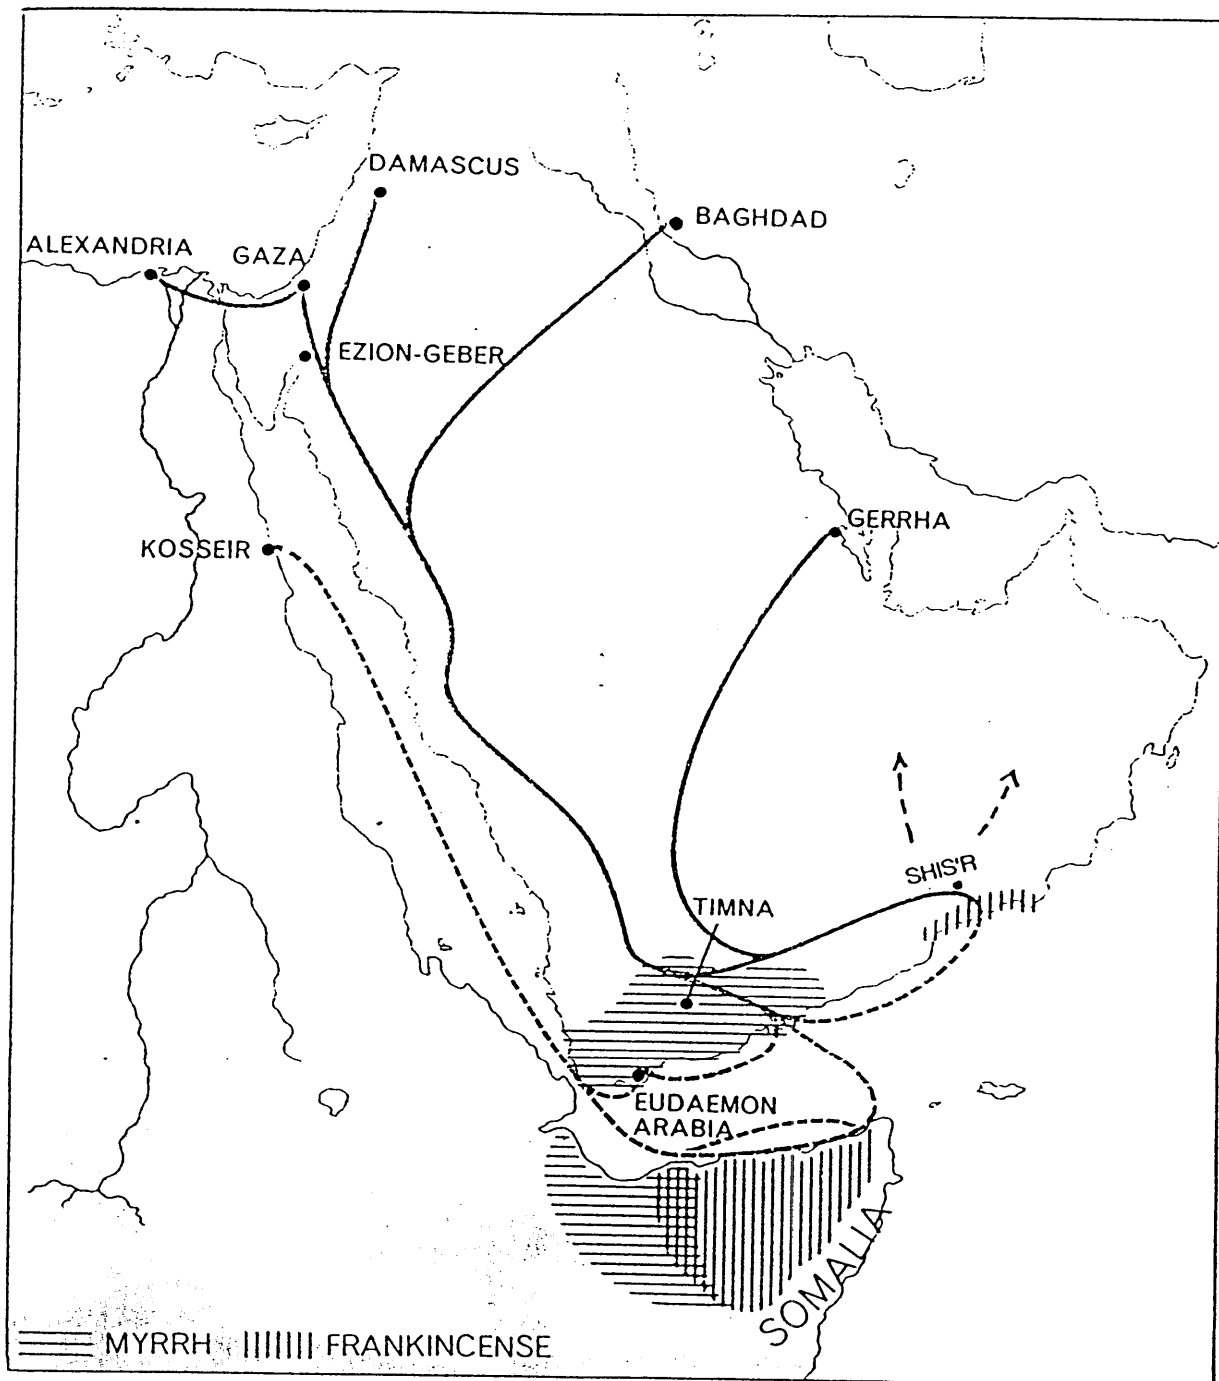 DAMASCUS
BAGHDAD
ALEXANDRIA
GAZA
EZION-GEBER
GERRHA
KOSSEIR
SHIS'R
TIMNA
EUDAEMON
ARABIA
SOMALIA
MYRRH
FRANKINCENSE